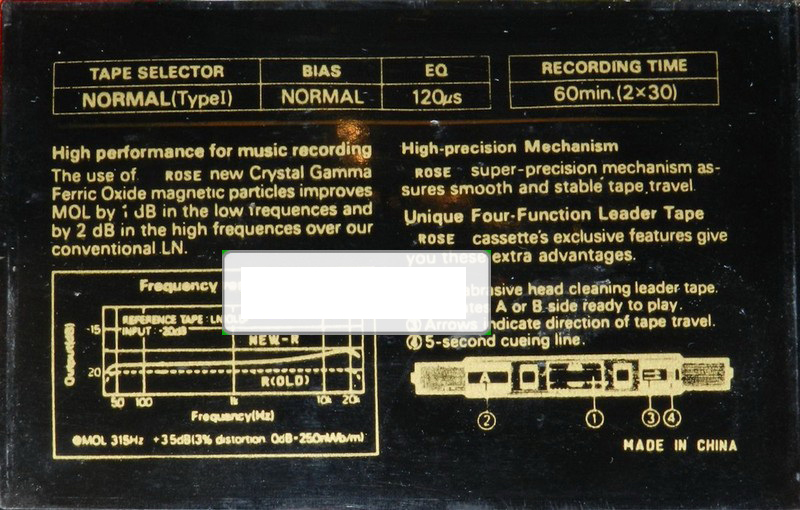 TAPE SELECTOR BIAS EQ
NORMAL(TypeI) NORMAL 120µs
RECORDING TIME
60min.(2×30)
High performance for music recording
The use of ROSE new Crystal Gamma
Ferric Oxide magnetic particles improves
MOL by 1 dB in the low frequences and
by 2 dB in the high frequences over our
conventional LN.
Frequency
REFERENCE TAPE : LN
INPUT : -20dB
NEW-R
R(OLD)
Output(dB)
-15
20
50 100 1k 10k 20k
Frequency(Hz)
⊕MOL 315Hz +35dB(3% distortion 0dB=250nWb/m)
High-precision Mechanism
ROSE super-precision mechanism as-
sures smooth and stable tape travel.
Unique Four-Function Leader Tape
ROSE cassette's exclusive features give
you these extra advantages.
head cleaning leader tape.
A or B side ready to play.
③ Arrows indicate direction of tape travel.
④ 5-second cueing line.
A
② ① ③ ④
MADE IN CHINA